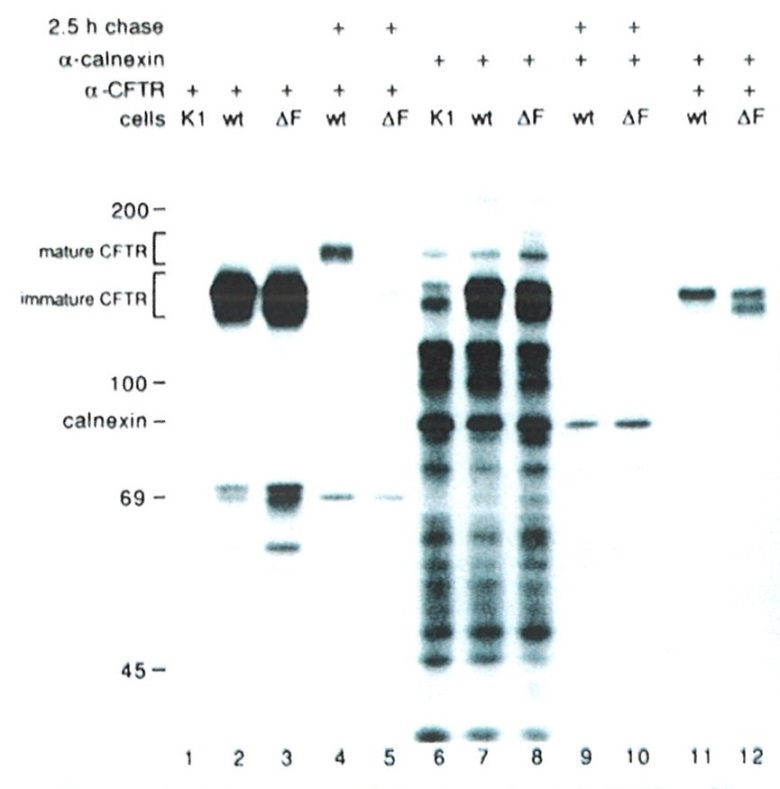 2.5 h chase + + + +
α-calnexin + + + + + + +
α-CFTR + + + + + + +
cells K1 wt ΔF wt ΔF K1 wt ΔF wt ΔF wt ΔF
200–
mature CFTR [
immature CFTR [
100–
calnexin –
69–
45–
1 2 3 4 5 6 7 8 9 10 11 12